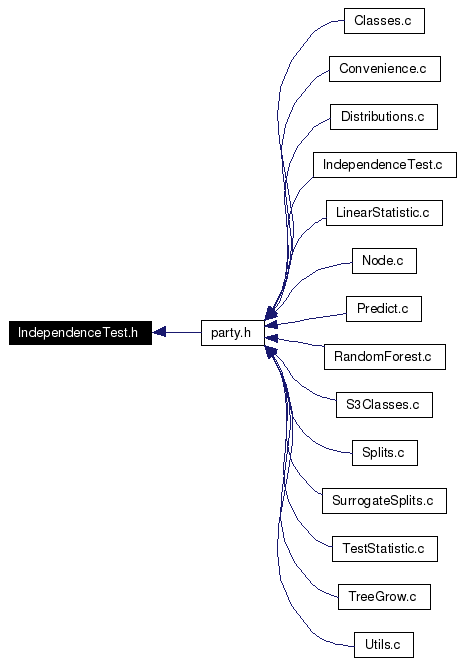 Classes.c
Convenience.c
Distributions.c
IndependenceTest.c
LinearStatistic.c
Node.c
Predict.c
IndependenceTest.h
party.h
RandomForest.c
S3Classes.c
Splits.c
SurrogateSplits.c
TestStatistic.c
TreeGrow.c
Utils.c